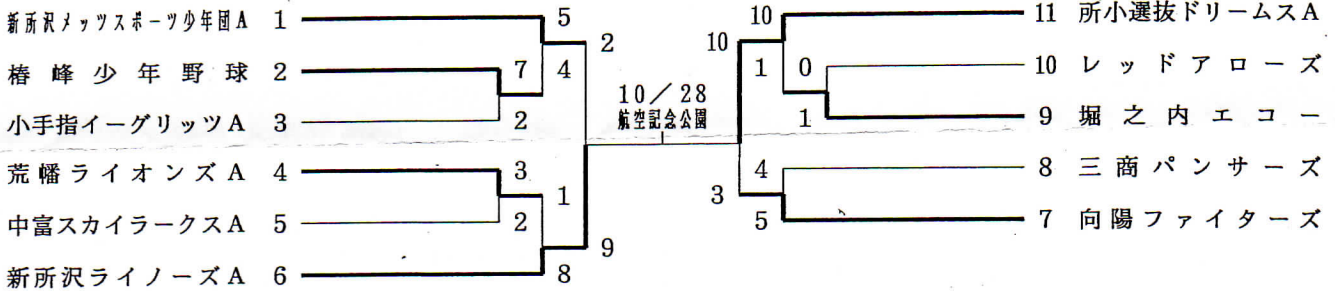 新所沢メッツスポーツ少年団A 1 5 10 11 所小選抜ドリームスA
2 10
椿峰少年野球 2 7 4 1 0 10 レッドアローズ
10／28
航空記念公園
小手指イーグリッツA 3 2 1 9 堀之内エコー
荒幡ライオンズA 4 3 4 8 三商パンサーズ
1 3
中富スカイラークスA 5 2 5 7 向陽ファイターズ
9
新所沢ライノーズA 6 8